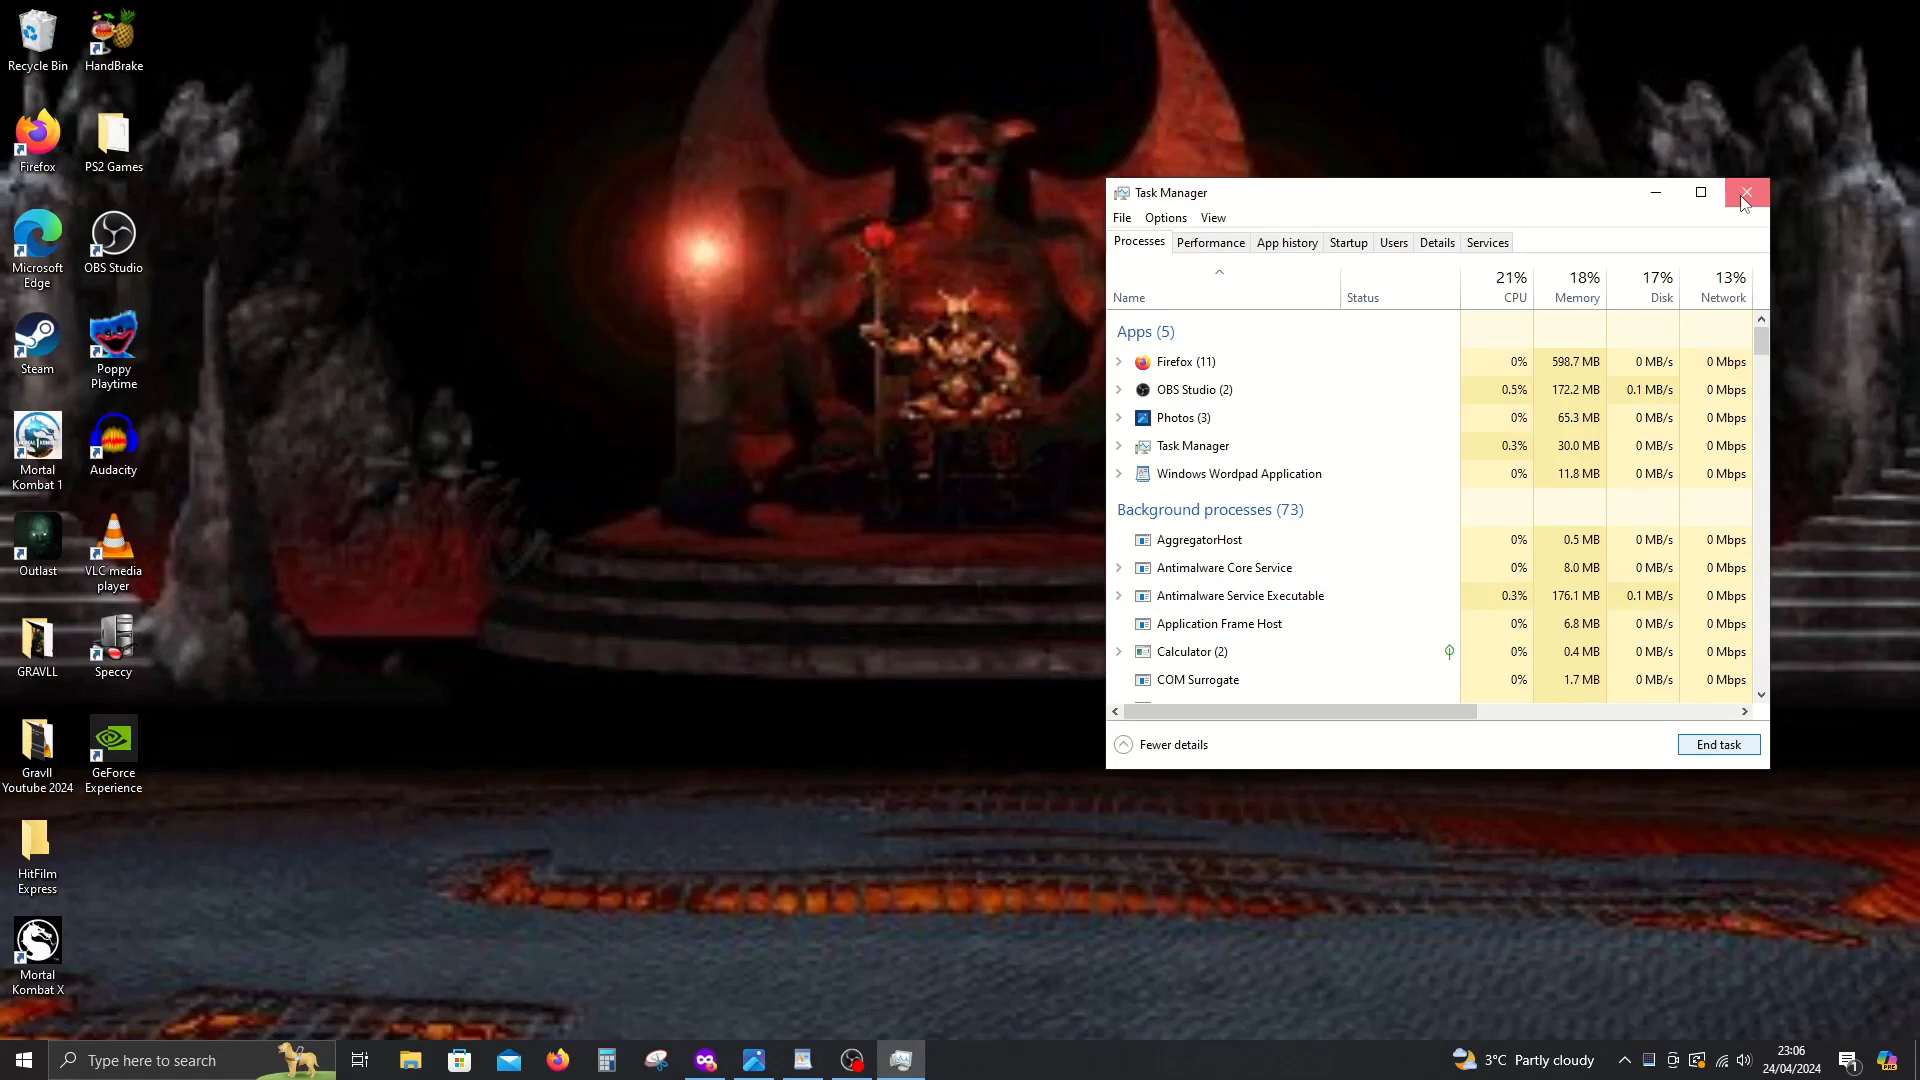 Recycle Bin
HandBrake
Firefox
PS2 Games
Microsoft
Edge
OBS Studio
Steam
Poppy
Playtime
Mortal
Kombat 1
Audacity
Outlast
VLC media
player
GRAVLL
Speccy
Gravll
Youtube 2024
GeForce
Experience
HitFilm
Express
Mortal
Kombat X
Task Manager
File Options View
Processes Performance App history Startup Users Details Services
21% 18% 17% 13%
Name Status CPU Memory Disk Network
Apps (5)
Firefox (11) 0% 598.7 MB 0 MB/s 0 Mbps
OBS Studio (2) 0.5% 172.2 MB 0.1 MB/s 0 Mbps
Photos (3) 0% 65.3 MB 0 MB/s 0 Mbps
Task Manager 0.3% 30.0 MB 0 MB/s 0 Mbps
Windows Wordpad Application 0% 11.8 MB 0 MB/s 0 Mbps
Background processes (73)
AggregatorHost 0% 0.5 MB 0 MB/s 0 Mbps
Antimalware Core Service 0% 8.0 MB 0 MB/s 0 Mbps
Antimalware Service Executable 0.3% 176.1 MB 0.1 MB/s 0 Mbps
Application Frame Host 0% 6.8 MB 0 MB/s 0 Mbps
Calculator (2) 0% 0.4 MB 0 MB/s 0 Mbps
COM Surrogate 0% 1.7 MB 0 MB/s 0 Mbps
Fewer details
End task
Type here to search
3°C Partly cloudy
23:06
24/04/2024
1
PRE